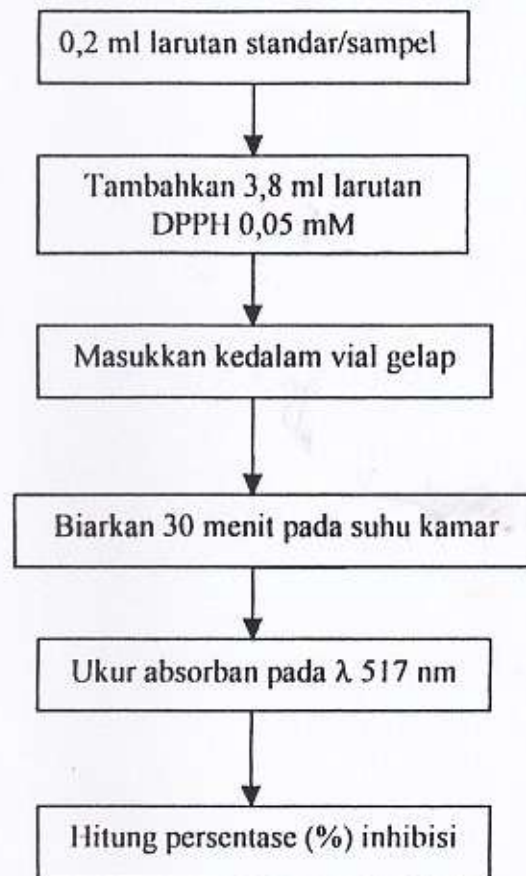 0,2 ml larutan standar/sampel
Tambahkan 3,8 ml larutan
DPPH 0,05 mM
Masukkan kedalam vial gelap
Biarkan 30 menit pada suhu kamar
Ukur absorban pada λ 517 nm
Hitung persentase (%) inhibisi